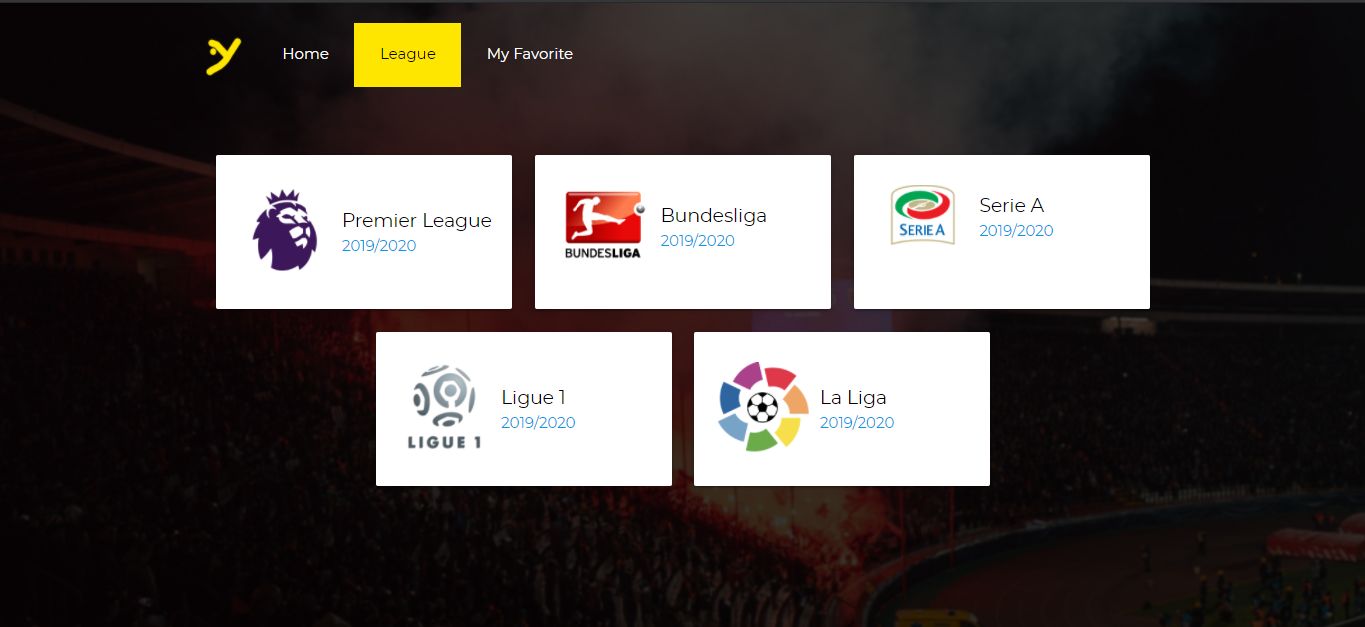 Home
League
My Favorite
Premier League
2019/2020
BUNDESLIGA
Bundesliga
2019/2020
SERIE A
Serie A
2019/2020
LIGUE 1
Ligue 1
2019/2020
La Liga
2019/2020